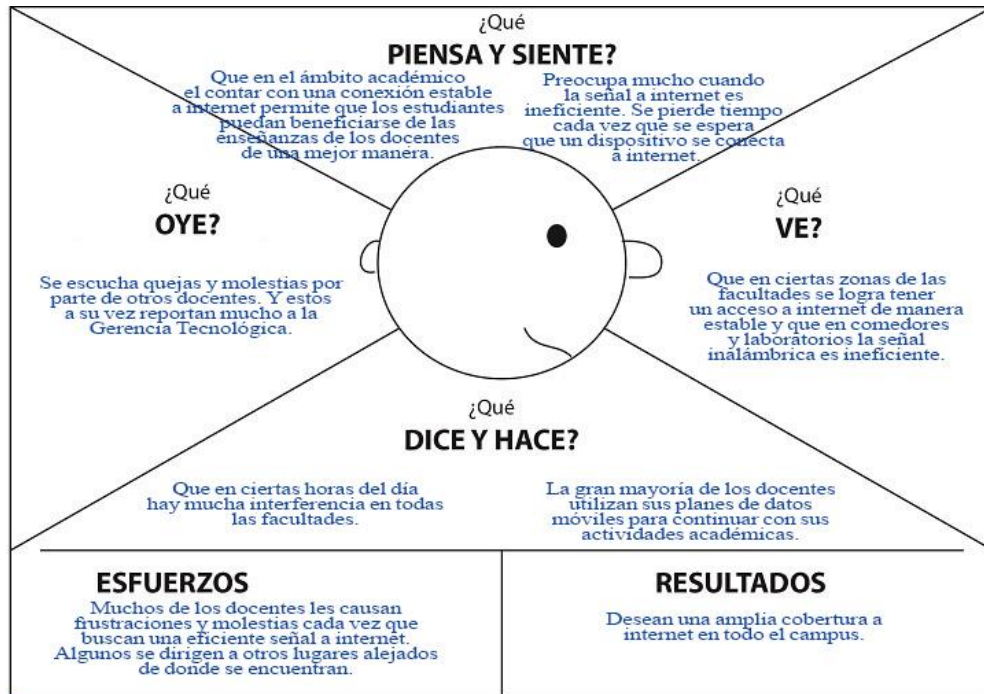 ¿Qué
PIENSA Y SIENTE?
Que en el ámbito académico
el contar con una conexión estable
a internet permite que los estudiantes
puedan beneficiarse de las
enseñanzas de los docentes
de una mejor manera.
Preocupa mucho cuando
la señal a internet es
ineficiente. Se pierde tiempo
cada vez que se espera
que un dispositivo se conecta
a internet.
¿Qué
OYE?
Se escucha quejas y molestias por
parte de otros docentes. Y estos
a su vez reportan mucho a la
Gerencia Tecnológica.
¿Qué
VE?
Que en ciertas zonas de las
facultades se logra tener
un acceso a internet de manera
estable y que en comedores
y laboratorios la señal
inalámbrica es ineficiente.
¿Qué
DICE Y HACE?
Que en ciertas horas del día
hay mucha interferencia en todas
las facultades.
La gran mayoría de los docentes
utilizan sus planes de datos
móviles para continuar con sus
actividades académicas.
ESFUERZOS
Muchos de los docentes les causan
frustraciones y molestias cada vez que
buscan una eficiente señal a internet.
Algunos se dirigen a otros lugares alejados
de donde se encuentran.
RESULTADOS
Desean una amplia cobertura a
internet en todo el campus.